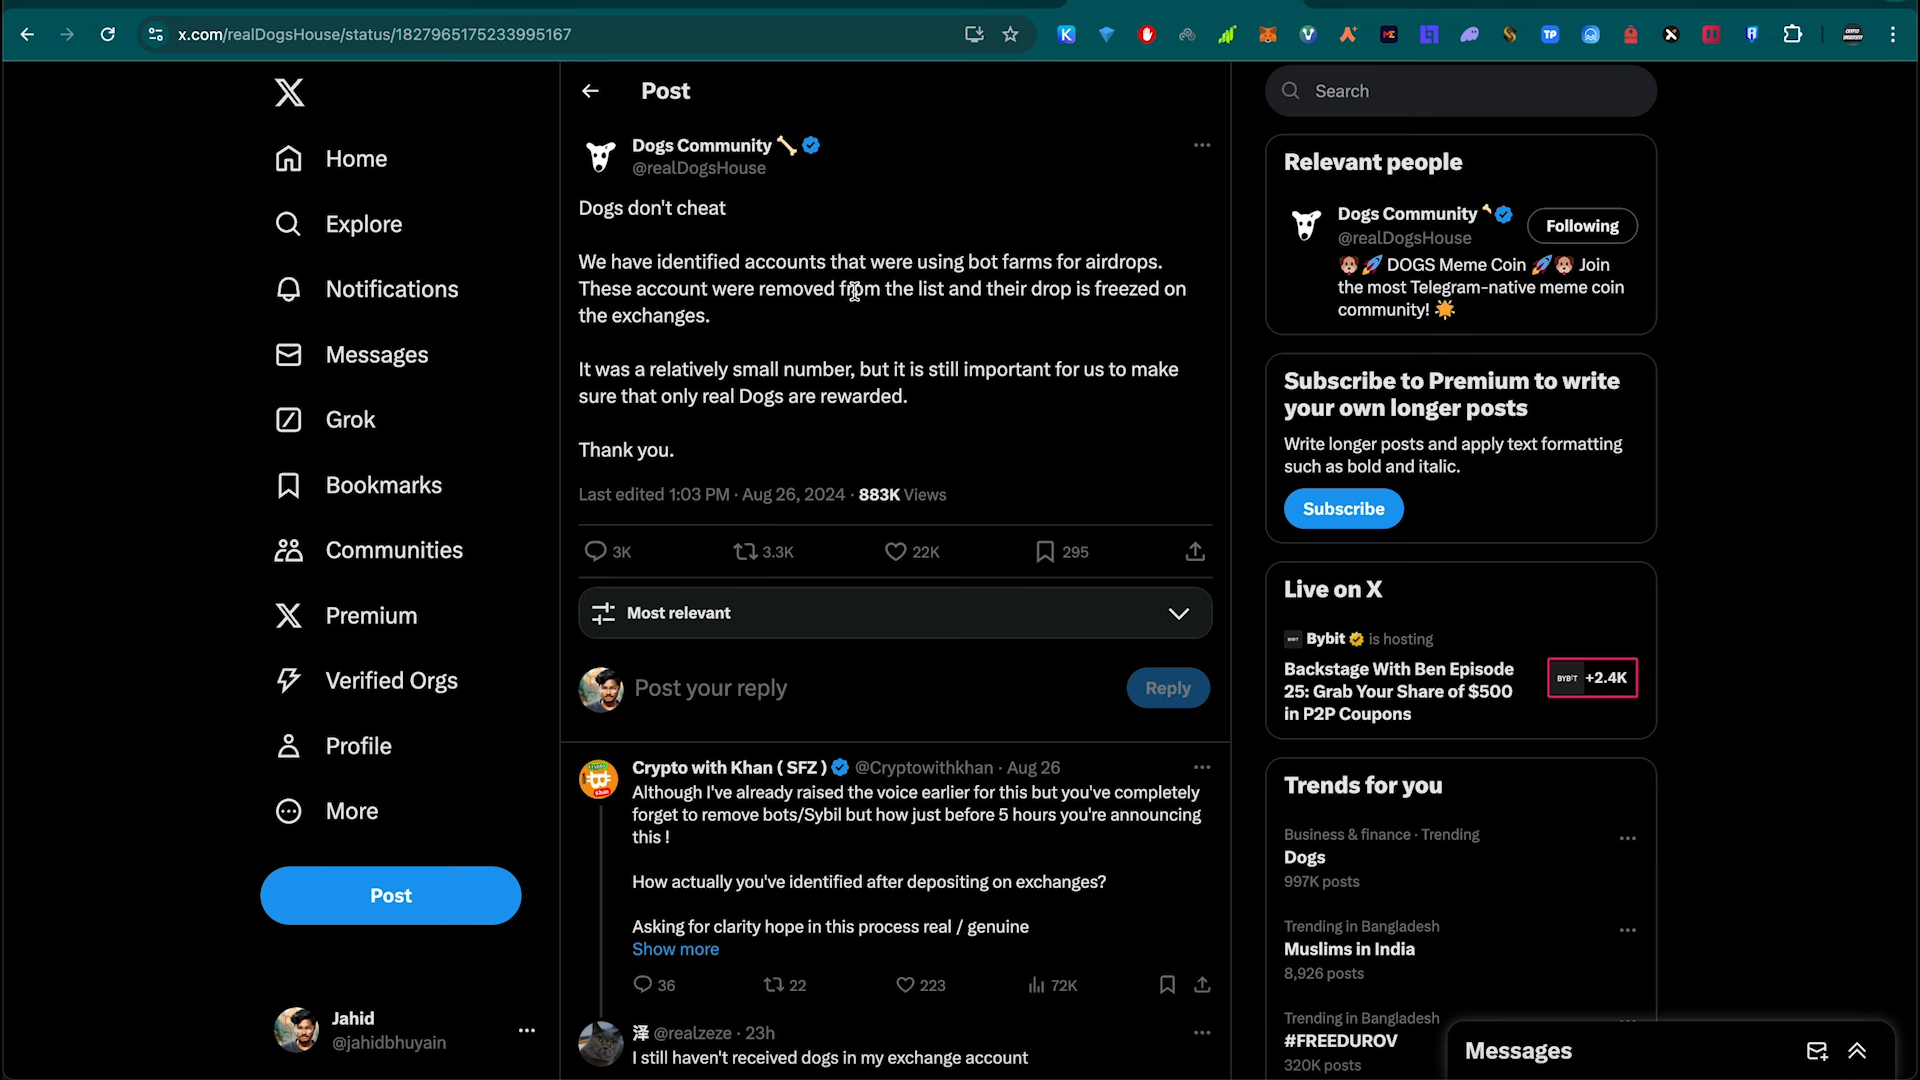 x.com/realDogsHouse/status/1827965175233995167
Home
Explore
Notifications
Messages
Grok
Bookmarks
Communities
Premium
Verified Orgs
Profile
More
Post
Jahid
@jahidbhuyain
Post
Dogs Community
@realDogsHouse
Dogs don't cheat
We have identified accounts that were using bot farms for airdrops.
These account were removed from the list and their drop is freezed on
the exchanges.
It was a relatively small number, but it is still important for us to make
sure that only real Dogs are rewarded.
Thank you.
Last edited 1:03 PM · Aug 26, 2024 · 883K Views
3K
3.3K
22K
295
Most relevant
Post your reply
Reply
Crypto with Khan ( SFZ ) @Cryptowithkhan · Aug 26
Although I've already raised the voice earlier for this but you've completely
forget to remove bots/Sybil but how just before 5 hours you're announcing
this !
How actually you've identified after depositing on exchanges?
Asking for clarity hope in this process real / genuine
Show more
36
22
223
72K
泽 @realzeze · 23h
I still haven't received dogs in my exchange account
Search
Relevant people
Dogs Community
@realDogsHouse
Following
DOGS Meme Coin Join
the most Telegram-native meme coin
community!
Subscribe to Premium to write
your own longer posts
Write longer posts and apply text formatting
such as bold and italic.
Subscribe
Live on X
Bybit is hosting
Backstage With Ben Episode
25: Grab Your Share of $500
in P2P Coupons
BYBIT +2.4K
Trends for you
Business & finance · Trending
Dogs
997K posts
Trending in Bangladesh
Muslims in India
8,926 posts
Trending in Bangladesh
#FREEDUROV
320K posts
Messages